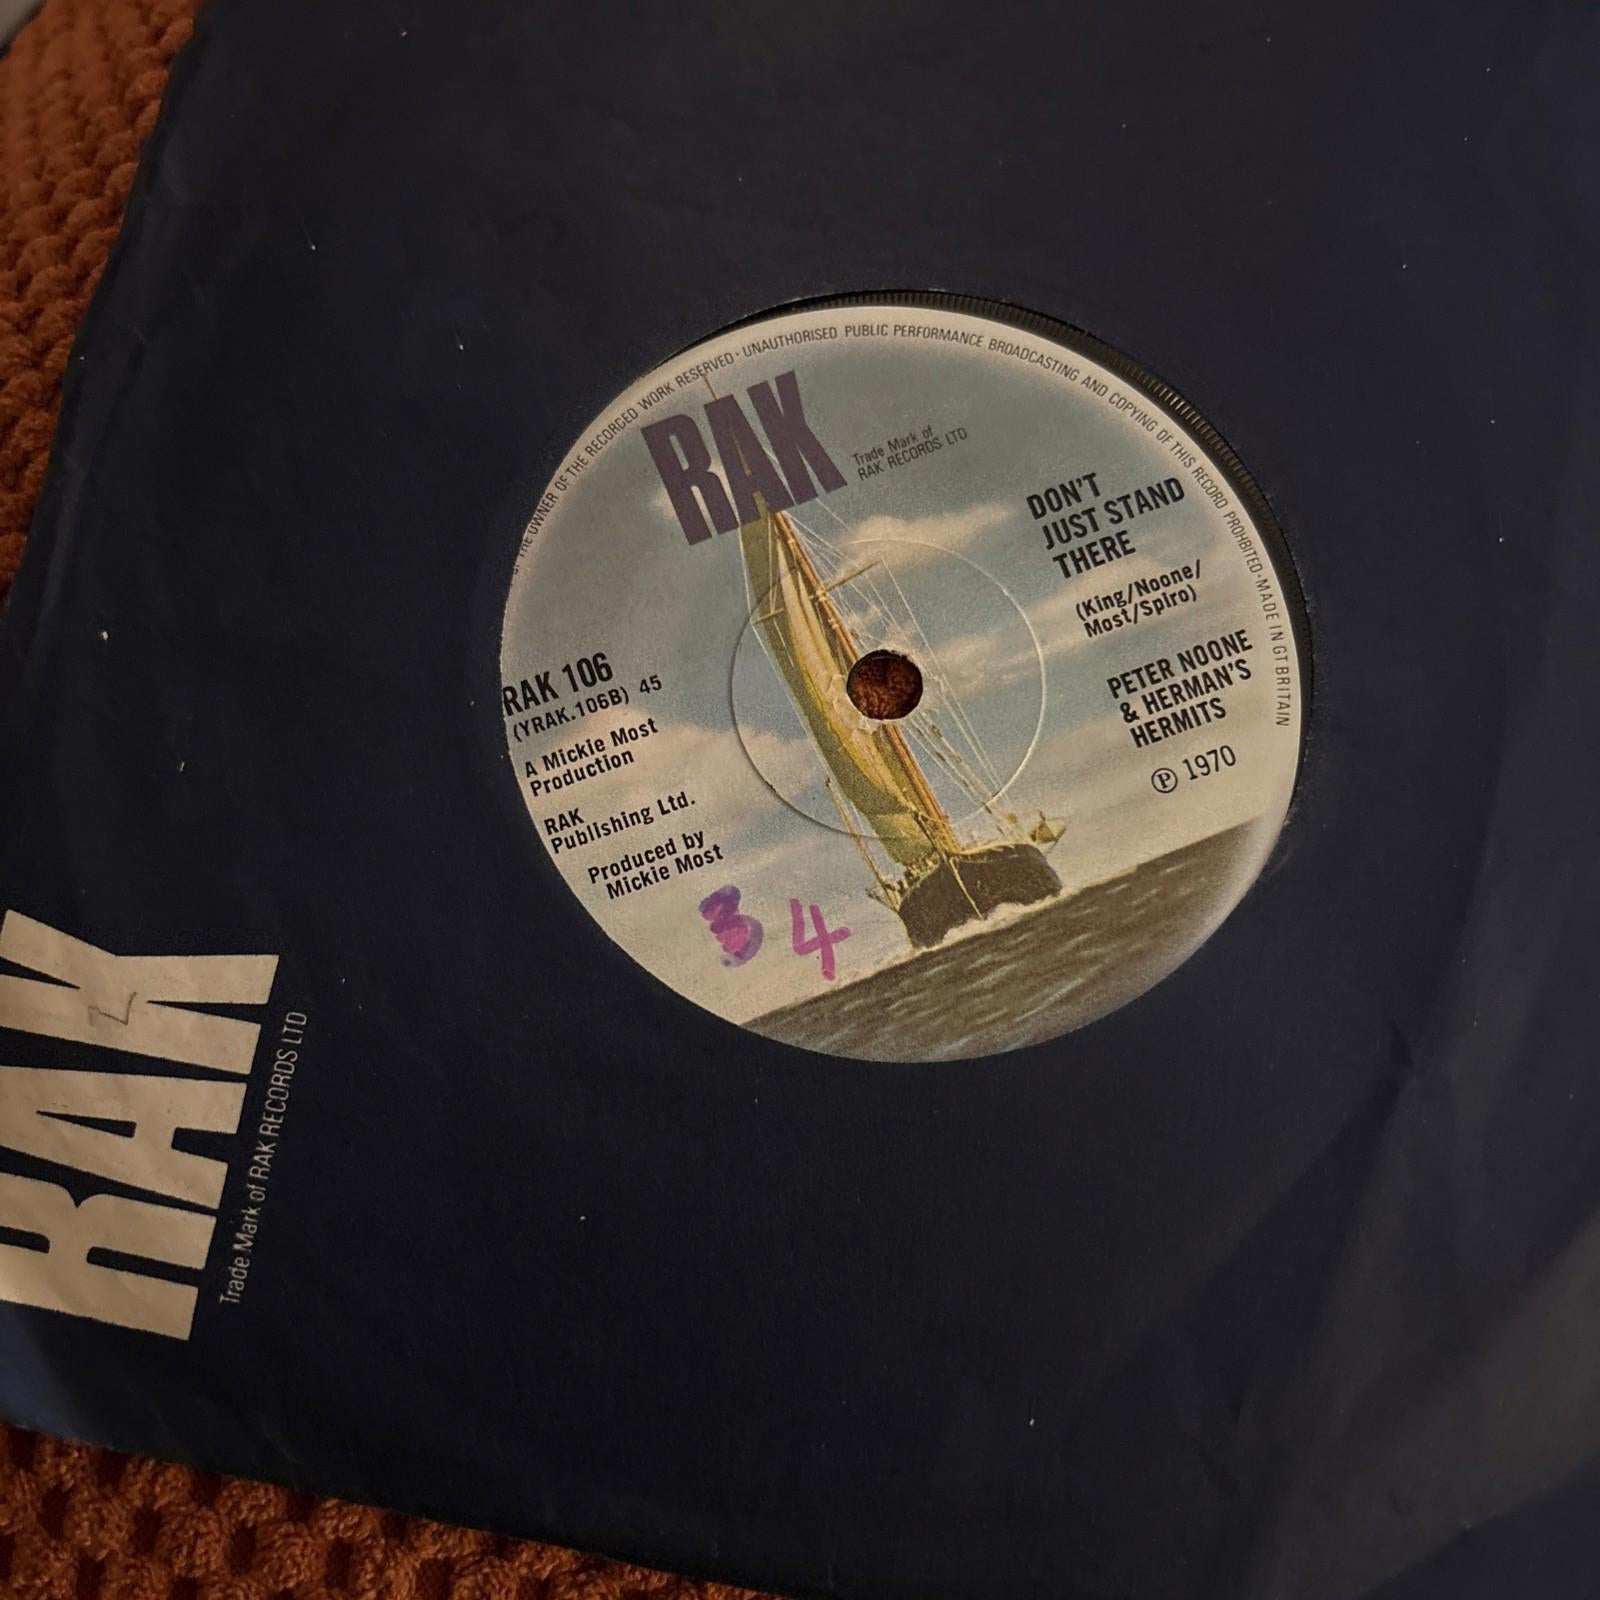 OF THE OWNER OF THE RECORDED WORK RESERVED · UNAUTHORISED PUBLIC PERFORMANCE BROADCASTING AND COPYING OF THIS RECORD PROHIBITED · MADE IN GT BRITAIN
RAK
Trade Mark of
RAK RECORDS LTD
DON'T
JUST STAND
THERE
(King/Noone/
Most/Spiro)
PETER NOONE
& HERMAN'S
HERMITS
℗ 1970
RAK 106
(YRAK.106B) 45
A Mickie Most
Production
RAK
Publishing Ltd.
Produced by
Mickie Most
3 4
RAK
Trade Mark of RAK RECORDS LTD